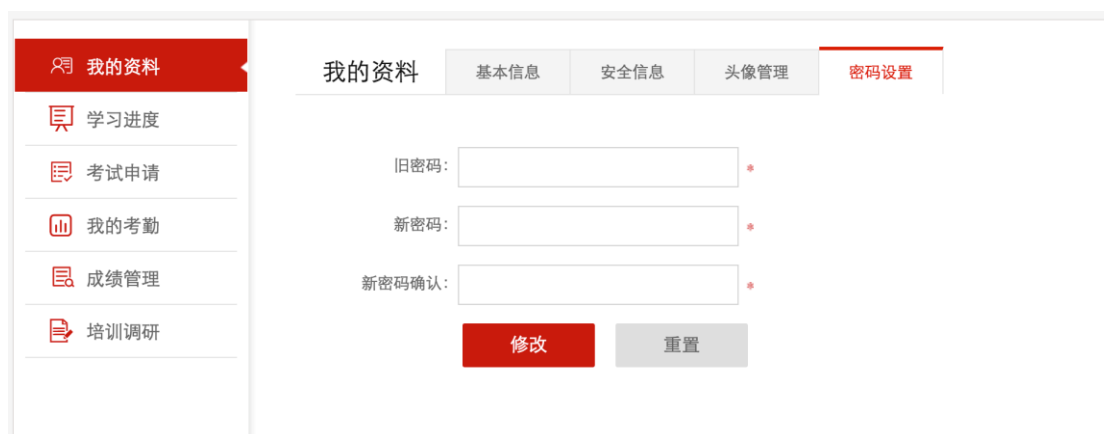 我的资料
学习进度
考试申请
我的考勤
成绩管理
培训调研
我的资料 基本信息 安全信息 头像管理 密码设置
旧密码: *
新密码: *
新密码确认: *
修改 重置